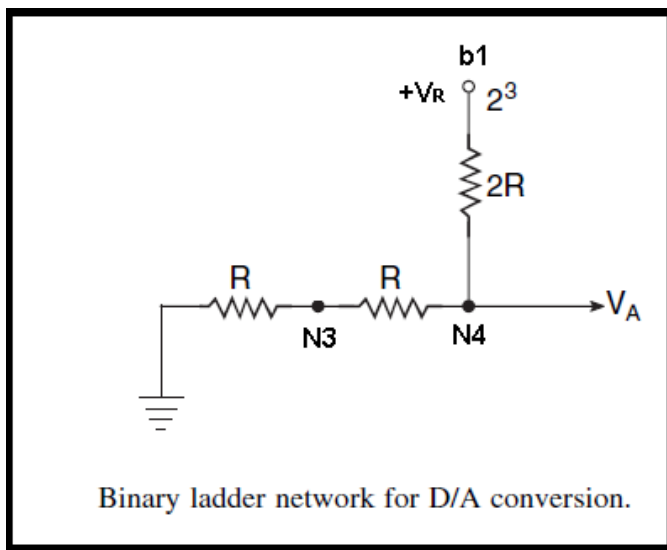 b1
+VR 2³
2R
R R
N3 N4 VA
Binary ladder network for D/A conversion.